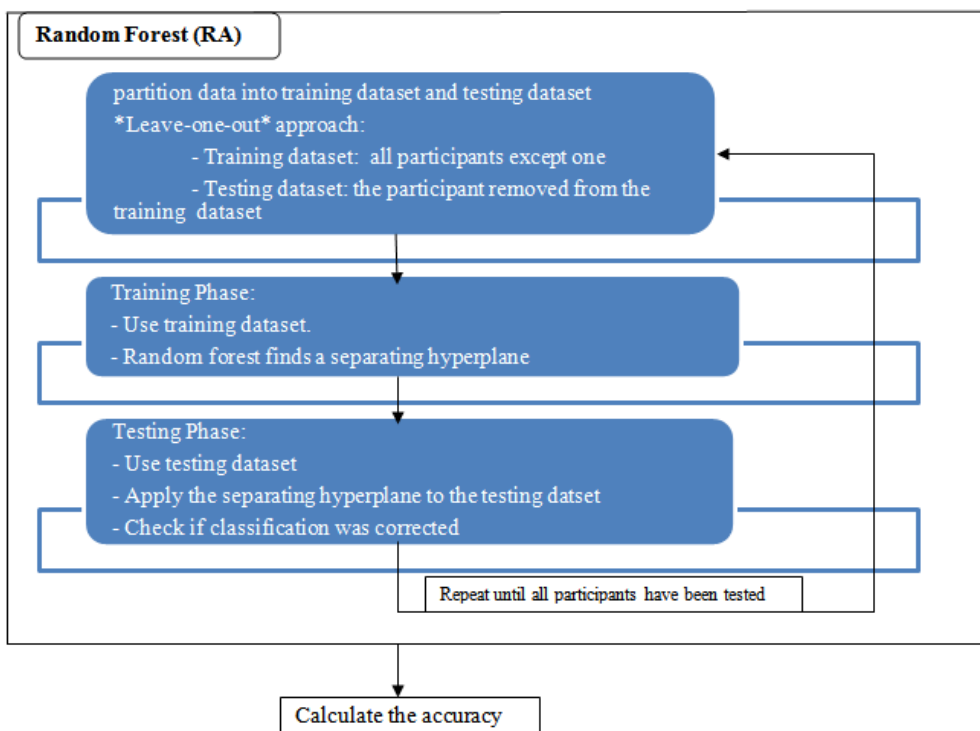 Random Forest (RA)
partition data into training dataset and testing dataset
*Leave-one-out* approach:
- Training dataset: all participants except one
- Testing dataset: the participant removed from the
training dataset
Training Phase:
- Use training dataset.
- Random forest finds a separating hyperplane
Testing Phase:
- Use testing dataset
- Apply the separating hyperplane to the testing datset
- Check if classification was corrected
Repeat until all participants have been tested
Calculate the accuracy